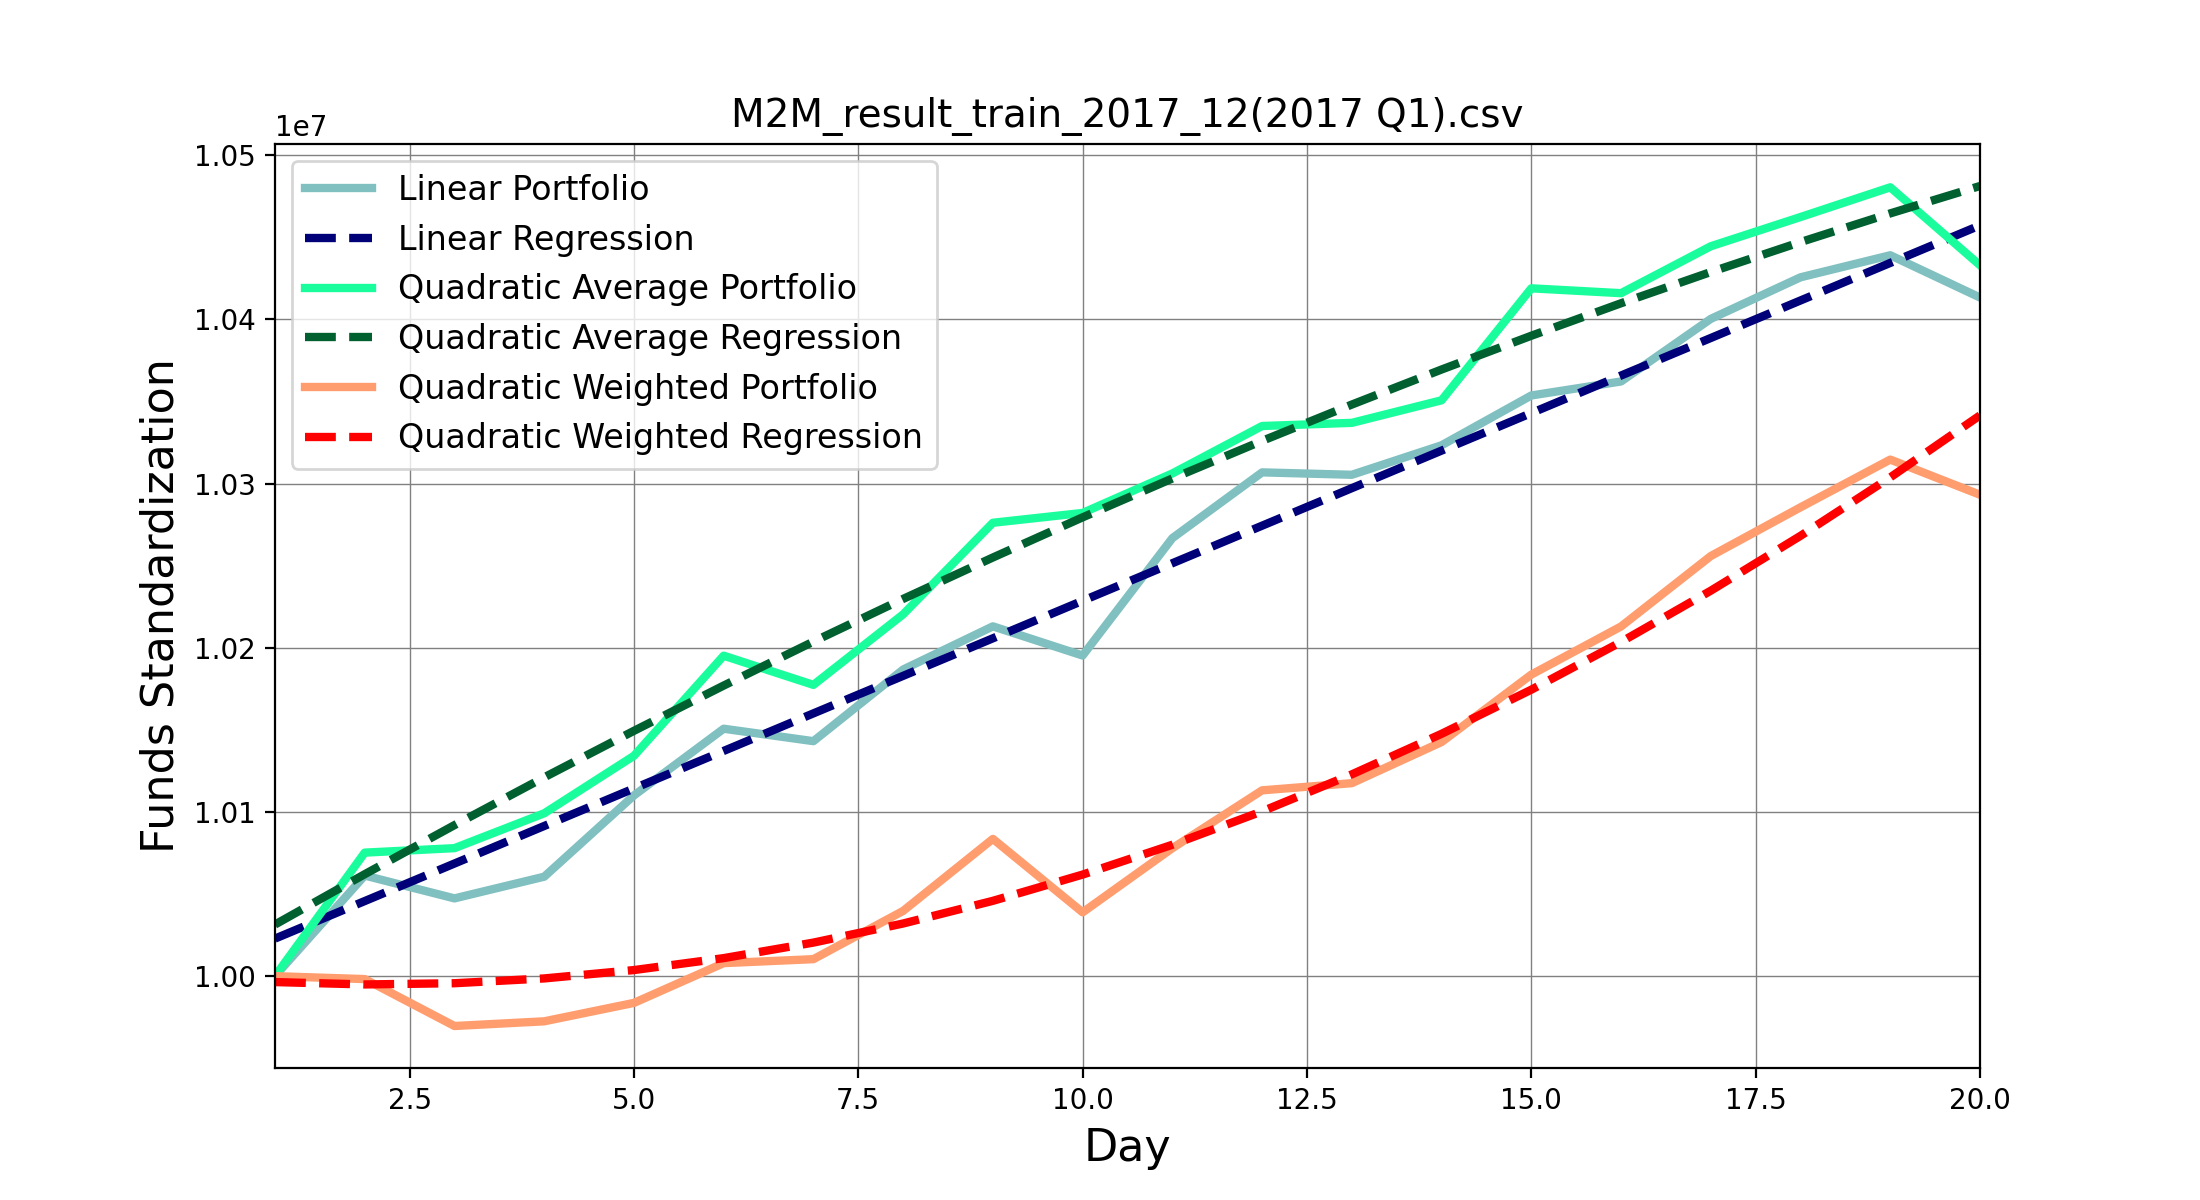 M2M_result_train_2017_12(2017 Q1).csv
1e7
1.05
1.04
1.03
1.02
1.01
1.00
Funds Standardization
Linear Portfolio
Linear Regression
Quadratic Average Portfolio
Quadratic Average Regression
Quadratic Weighted Portfolio
Quadratic Weighted Regression
2.5 5.0 7.5 10.0 12.5 15.0 17.5 20.0
Day